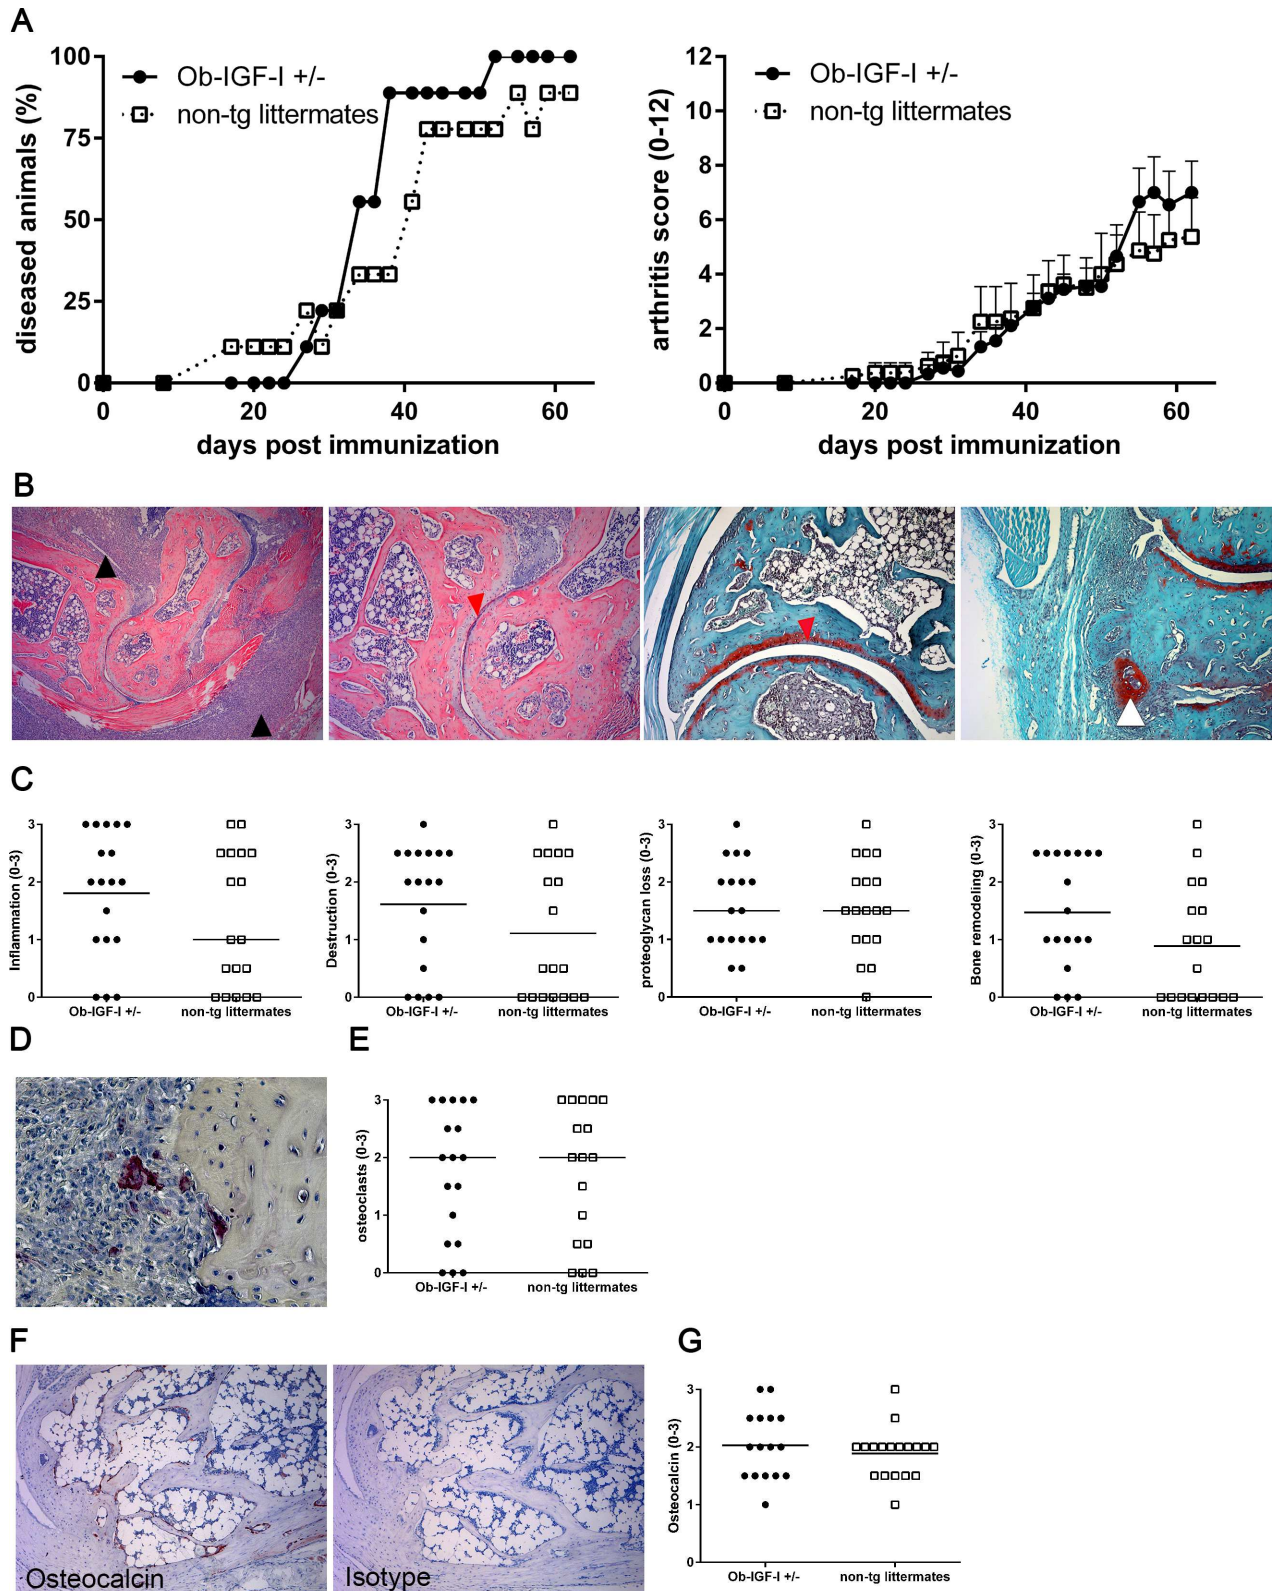 A
diseased animals (%)
100
75
50
25
0
0 20 40 60
days post immunization
Ob-IGF-I +/-
non-tg littermates
arthritis score (0-12)
12
10
8
6
4
2
0
0 20 40 60
days post immunization
Ob-IGF-I +/-
non-tg littermates
B
C
Inflammation (0-3)
3
2
1
0
Ob-IGF-I +/- non-tg littermates
Destruction (0-3)
3
2
1
0
Ob-IGF-I +/- non-tg littermates
proteoglycan loss (0-3)
3
2
1
0
Ob-IGF-I +/- non-tg littermates
Bone remodeling (0-3)
3
2
1
0
Ob-IGF-I +/- non-tg littermates
D
E
osteoclasts (0-3)
3
2
1
0
Ob-IGF-I +/- non-tg littermates
F
Osteocalcin
Isotype
G
Osteocalcin (0-3)
3
2
1
0
Ob-IGF-I +/- non-tg littermates